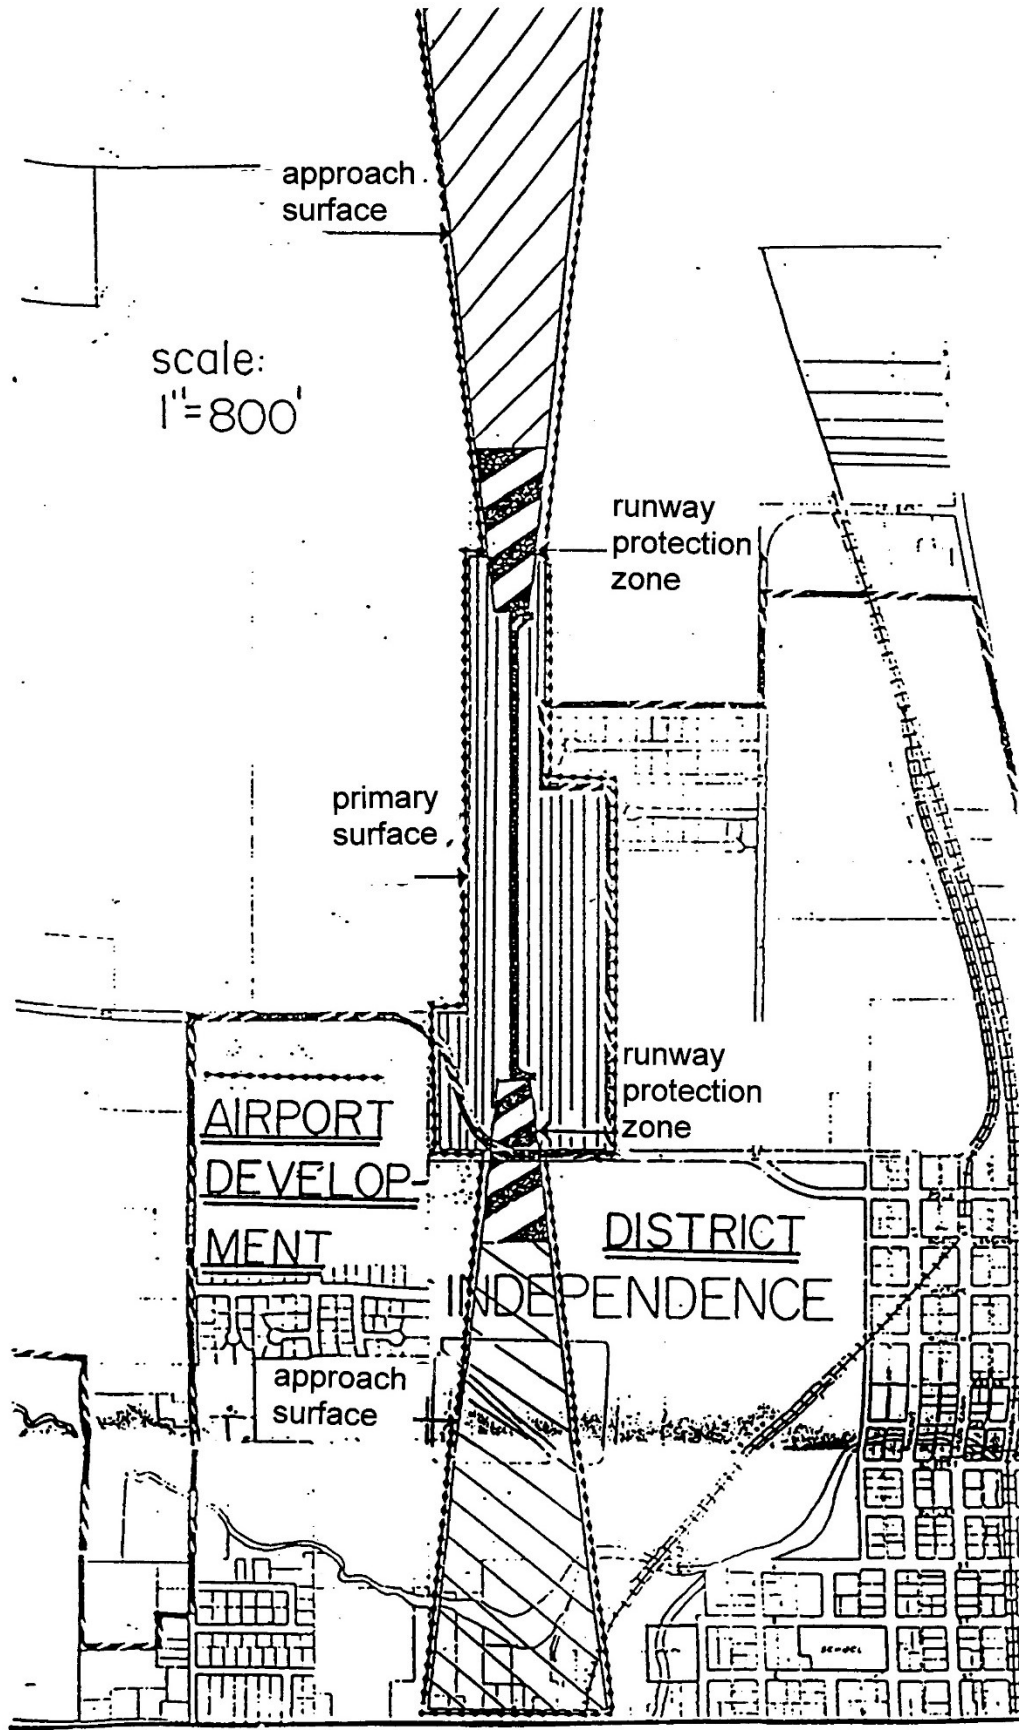 approach
surface
scale:
1"=800'
runway
protection
zone
primary
surface
runway
protection
zone
AIRPORT
DEVELOP-
MENT
DISTRICT
INDEPENDENCE
approach
surface
SCHOOL